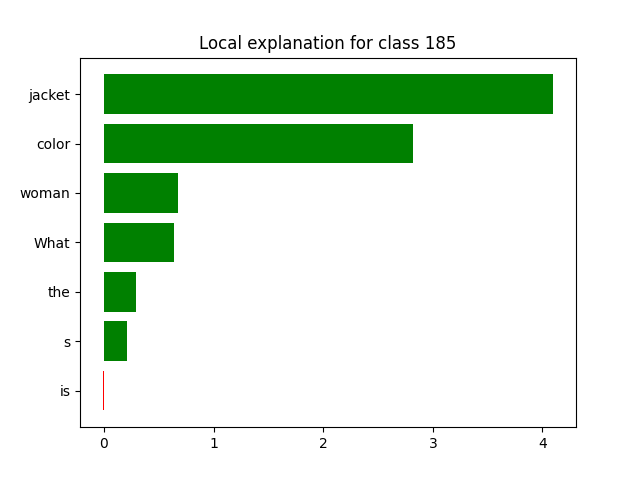 Local explanation for class 185
jacket
color
woman
What
the
s
is
0 1 2 3 4